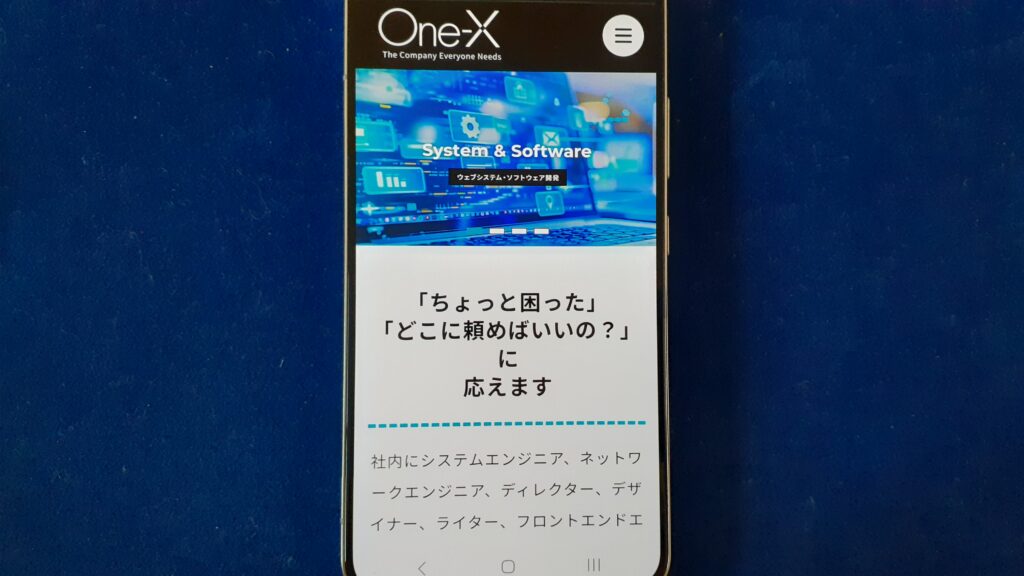 One-X
The Company Everyone Needs
System & Software
ウェブシステム・ソフトウェア開発
「ちょっと困った」
「どこに頼めばいいの？」
に
応えます
社内にシステムエンジニア、ネットワ
ークエンジニア、ディレクター、デザ
イナー、ライター、フロントエンドエ